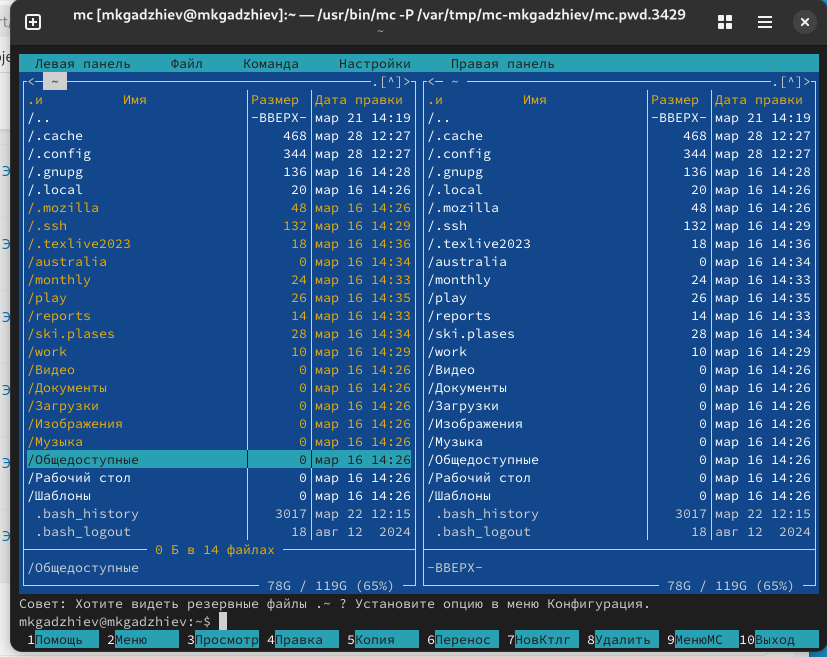 mc [mkgadzhiev@mkgadzhiev]:~ — /usr/bin/mc -P /var/tmp/mc-mkgadzhiev/mc.pwd.3429
~
Левая панель Файл Команда Настройки Правая панель
<- ~ .[^]> <- ~ .[^]>
.и Имя Размер Дата правки .и Имя Размер Дата правки
/.. -ВВЕРХ- мар 21 14:19 /.. -ВВЕРХ- мар 21 14:19
/.cache 468 мар 28 12:27 /.cache 468 мар 28 12:27
/.config 344 мар 28 12:27 /.config 344 мар 28 12:27
/.gnupg 136 мар 16 14:28 /.gnupg 136 мар 16 14:28
/.local 20 мар 16 14:26 /.local 20 мар 16 14:26
/.mozilla 48 мар 16 14:26 /.mozilla 48 мар 16 14:26
/.ssh 132 мар 16 14:29 /.ssh 132 мар 16 14:29
/.texlive2023 18 мар 16 14:36 /.texlive2023 18 мар 16 14:36
/australia 0 мар 16 14:34 /australia 0 мар 16 14:34
/monthly 24 мар 16 14:33 /monthly 24 мар 16 14:33
/play 26 мар 16 14:35 /play 26 мар 16 14:35
/reports 14 мар 16 14:33 /reports 14 мар 16 14:33
/ski.plases 28 мар 16 14:34 /ski.plases 28 мар 16 14:34
/work 10 мар 16 14:29 /work 10 мар 16 14:29
/Видео 0 мар 16 14:26 /Видео 0 мар 16 14:26
/Документы 0 мар 16 14:26 /Документы 0 мар 16 14:26
/Загрузки 0 мар 16 14:26 /Загрузки 0 мар 16 14:26
/Изображения 0 мар 16 14:26 /Изображения 0 мар 16 14:26
/Музыка 0 мар 16 14:26 /Музыка 0 мар 16 14:26
/Общедоступные 0 мар 16 14:26 /Общедоступные 0 мар 16 14:26
/Рабочий стол 0 мар 16 14:26 /Рабочий стол 0 мар 16 14:26
/Шаблоны 0 мар 16 14:26 /Шаблоны 0 мар 16 14:26
.bash_history 3017 мар 22 12:15 .bash_history 3017 мар 22 12:15
.bash_logout 18 авг 12 2024 .bash_logout 18 авг 12 2024
0 Б в 14 файлах
/Общедоступные -ВВЕРХ-
78G / 119G (65%) 78G / 119G (65%)
Совет: Хотите видеть резервные файлы .~ ? Установите опцию в меню Конфигурация.
mkgadzhiev@mkgadzhiev:~$
1Помощь 2Меню 3Просмотр 4Правка 5Копия 6Перенос 7НовКтлг 8Удалить 9МенюМС 10Выход